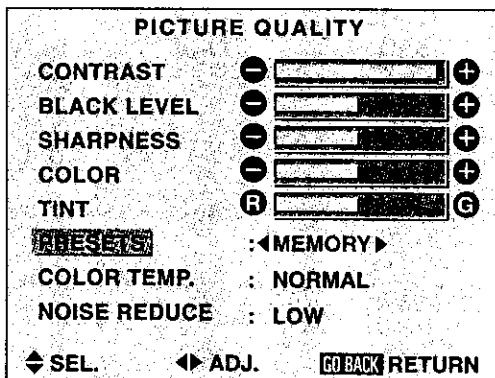 PICTURE QUALITY
CONTRAST - +
BLACK LEVEL - +
SHARPNESS - +
COLOR - +
TINT R G
PRESETS :◀MEMORY▶
COLOR TEMP. : NORMAL
NOISE REDUCE : LOW
SEL. ADJ. GO BACK RETURN